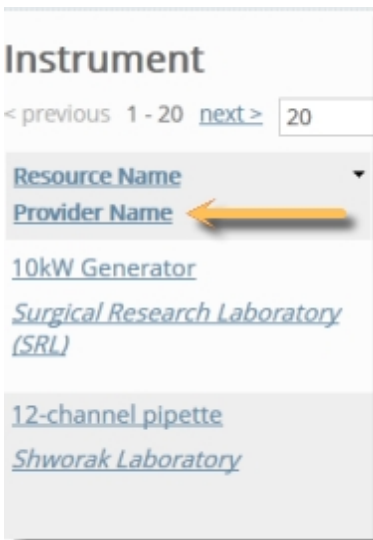 Instrument
< previous 1 - 20 next > 20
Resource Name
Provider Name
10kW Generator
Surgical Research Laboratory
(SRL)
12-channel pipette
Shworak Laboratory